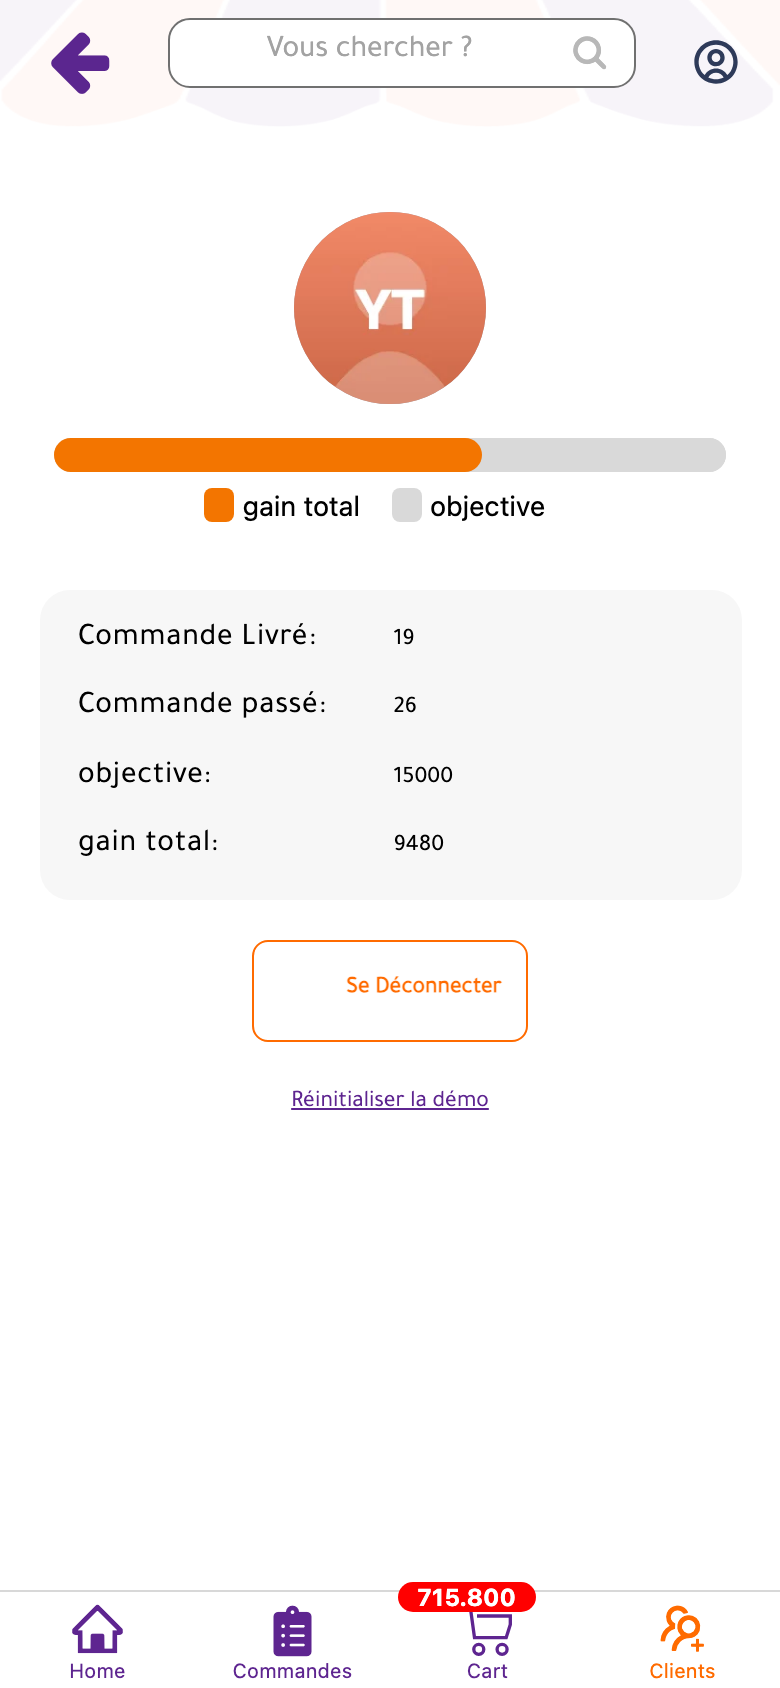 Vous chercher ?
YT
gain total objective
Commande Livré: 19
Commande passé: 26
objective: 15000
gain total: 9480
Se Déconnecter
Réinitialiser la démo
715.800
Home Commandes Cart Clients